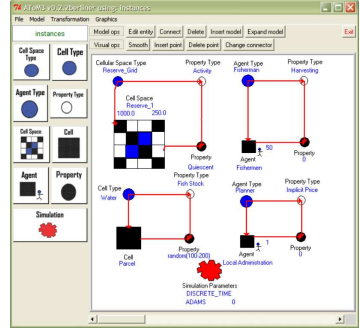 AToM3 v0.2.2berliner using: instances
File Model Transformation Graphics
instances
Model ops Edit entity Connect Delete Insert model Expand model Exit
Visual ops Smooth Insert point Delete point Change connector
Cell Space Type
Cell Type
Agent Type
Property Type
Cell Space
Cell
Agent
Property
Simulation
Cellular Space Type
Reserve_Grid
Property Type
Activity
Cell Space
Reserve_1
1000.0 250.0
Property
Quiescent
Agent Type
Fisherman
Property Type
Harvesting
50
Agent
Fishermen
Property
0
Cell Type
Water
Property Type
Fish Stock
Cell
Parcel
Property
random(100-200)
Agent Type
Planner
Property Type
Implicit Price
1
Agent
Local Administration
Property
0
Simulation Parameters
DISCRETE_TIME
ADAMS 0